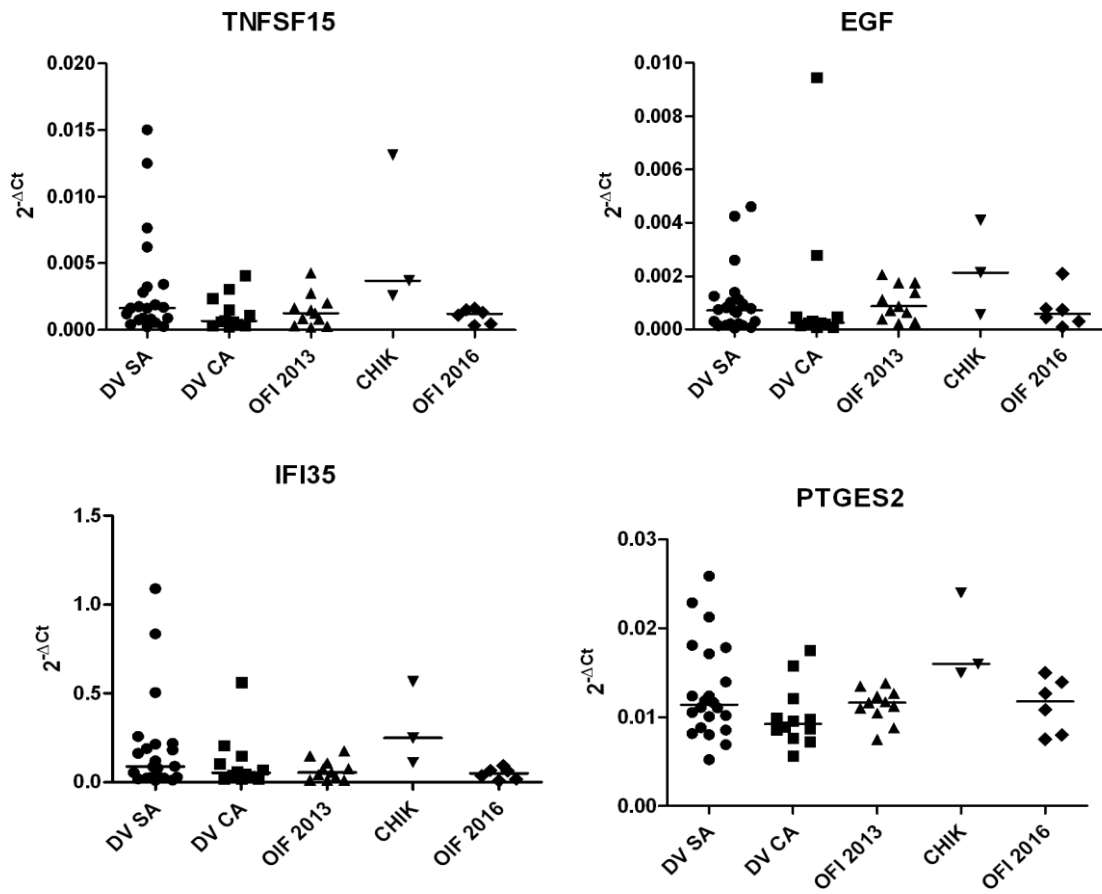 TNFSF15
0.020
0.015
0.010
0.005
0.000
2^-ΔCt
DV SA
DV CA
OFI 2013
CHIK
OFI 2016
EGF
0.010
0.008
0.006
0.004
0.002
0.000
2^-ΔCt
DV SA
DV CA
OIF 2013
CHIK
OIF 2016
IFI35
1.5
1.0
0.5
0.0
2^-ΔCt
DV SA
DV CA
OIF 2013
CHIK
OIF 2016
PTGES2
0.03
0.02
0.01
0.00
2^-ΔCt
DV SA
DV CA
OFI 2013
CHIK
OFI 2016